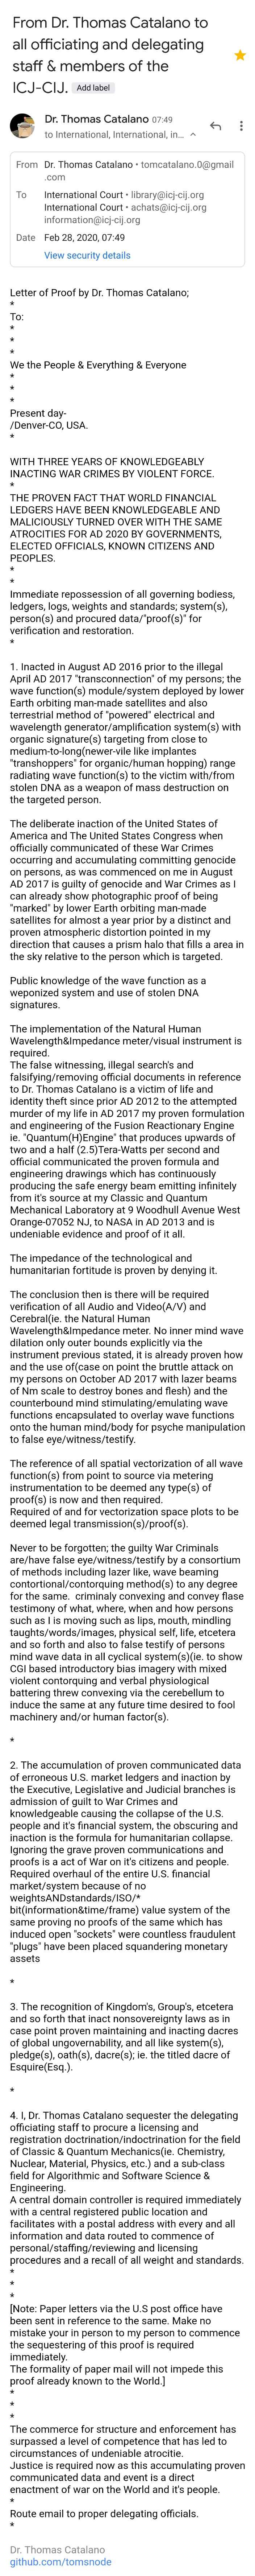 From Dr. Thomas Catalano to
all officiating and delegating
staff & members of the
ICJ-CIJ. Add label
Dr. Thomas Catalano 07:49
to International, International, in...
From Dr. Thomas Catalano • tomcatalano.0@gmail
.com
To International Court • library@icj-cij.org
International Court • achats@icj-cij.org
information@icj-cij.org
Date Feb 28, 2020, 07:49
View security details
Letter of Proof by Dr. Thomas Catalano;
*
To:
*
*
*
We the People & Everything & Everyone
*
*
*
Present day-
/Denver-CO, USA.
*
WITH THREE YEARS OF KNOWLEDGEABLY
INACTING WAR CRIMES BY VIOLENT FORCE.
*
THE PROVEN FACT THAT WORLD FINANCIAL
LEDGERS HAVE BEEN KNOWLEDGEABLE AND
MALICIOUSLY TURNED OVER WITH THE SAME
ATROCITIES FOR AD 2020 BY GOVERNMENTS,
ELECTED OFFICIALS, KNOWN CITIZENS AND
PEOPLES.
*
*
Immediate repossession of all governing bodiess,
ledgers, logs, weights and standards; system(s),
person(s) and procured data/"proof(s)" for
verification and restoration.
*
1. Inacted in August AD 2016 prior to the illegal
April AD 2017 "transconnection" of my persons; the
wave function(s) module/system deployed by lower
Earth orbiting man-made satellites and also
terrestrial method of "powered" electrical and
wavelength generator/amplification system(s) with
organic signature(s) targeting from close to
medium-to-long(newer-vile like implantes
"transhoppers" for organic/human hopping) range
radiating wave function(s) to the victim with/from
stolen DNA as a weapon of mass destruction on
the targeted person.
The deliberate inaction of the United States of
America and The United States Congress when
officially communicated of these War Crimes
occurring and accumulating committing genocide
on persons, as was commenced on me in August
AD 2017 is guilty of genocide and War Crimes as I
can already show photographic proof of being
"marked" by lower Earth orbiting man-made
satellites for almost a year prior by a distinct and
proven atmospheric distortion pointed in my
direction that causes a prism halo that fills a area in
the sky relative to the person which is targeted.
Public knowledge of the wave function as a
weponized system and use of stolen DNA
signatures.
The implementation of the Natural Human
Wavelength&Impedance meter/visual instrument is
required.
The false witnessing, illegal search's and
falsifying/removing official documents in reference
to Dr. Thomas Catalano is a victim of life and
identity theft since prior AD 2012 to the attempted
murder of my life in AD 2017 my proven formulation
and engineering of the Fusion Reactionary Engine
ie. "Quantum(H)Engine" that produces upwards of
two and a half (2.5)Tera-Watts per second and
official communicated the proven formula and
engineering drawings which has continuously
producing the safe energy beam emitting infinitely
from it's source at my Classic and Quantum
Mechanical Laboratory at 9 Woodhull Avenue West
Orange-07052 NJ, to NASA in AD 2013 and is
undeniable evidence and proof of it all.
The impedance of the technological and
humanitarian fortitude is proven by denying it.
The conclusion then is there will be required
verification of all Audio and Video(A/V) and
Cerebral(ie. the Natural Human
Wavelength&Impedance meter. No inner mind wave
dilation only outer bounds explicitly via the
instrument previous stated, it is already proven how
and the use of(case on point the bruttle attack on
my persons on October AD 2017 with lazer beams
of Nm scale to destroy bones and flesh) and the
counterbound mind stimulating/emulating wave
functions encapsulated to overlay wave functions
onto the human mind/body for psyche manipulation
to false eye/witness/testify.
The reference of all spatial vectorization of all wave
function(s) from point to source via metering
instrumentation to be deemed any type(s) of
proof(s) is now and then required.
Required of and for vectorization space plots to be
deemed legal transmission(s)/proof(s).
Never to be forgotten; the guilty War Criminals
are/have false eye/witness/testify by a consortium
of methods including lazer like, wave beaming
contortional/contorquing method(s) to any degree
for the same.  criminaly convexing and convey flase
testimony of what, where, when and how persons
such as I is moving such as lips, mouth, mindling
taughts/words/images, physical self, life, etcetera
and so forth and also to false testify of persons
mind wave data in all cyclical system(s)(ie. to show
CGI based introductory bias imagery with mixed
violent contorquing and verbal physiological
battering threw convexing via the cerebellum to
induce the same at any future time desired to fool
machinery and/or human factor(s).
*
2. The accumulation of proven communicated data
of erroneous U.S. market ledgers and inaction by
the Executive, Legislative and Judicial branches is
admission of guilt to War Crimes and
knowledgeable causing the collapse of the U.S.
people and it's financial system, the obscuring and
inaction is the formula for humanitarian collapse.
Ignoring the grave proven communications and
proofs is a act of War on it's citizens and people.
Required overhaul of the entire U.S. financial
market/system because of no
weightsANDstandards/ISO/*
bit(information&time/frame) value system of the
same proving no proofs of the same which has
induced open "sockets" were countless fraudulent
"plugs" have been placed squandering monetary
assets
*
3. The recognition of Kingdom's, Group's, etcetera
and so forth that inact nonsovereignty laws as in
case point proven maintaining and inacting dacres
of global ungovernability, and all like system(s),
pledge(s), oath(s), dacre(s); ie. the titled dacre of
Esquire(Esq.).
*
4. I, Dr. Thomas Catalano sequester the delegating
officiating staff to procure a licensing and
registration doctrination/indoctrination for the field
of Classic & Quantum Mechanics(ie. Chemistry,
Nuclear, Material, Physics, etc.) and a sub-class
field for Algorithmic and Software Science &
Engineering.
A central domain controller is required immediately
with a central registered public location and
facilitates with a postal address with every and all
information and data routed to commence of
personal/staffing/reviewing and licensing
procedures and a recall of all weight and standards.
*
*
*
[Note: Paper letters via the U.S post office have
been sent in reference to the same. Make no
mistake your in person to my person to commence
the sequestering of this proof is required
immediately.
The formality of paper mail will not impede this
proof already known to the World.]
*
*
*
The commerce for structure and enforcement has
surpassed a level of competence that has led to
circumstances of undeniable atrocitie.
Justice is required now as this accumulating proven
communicated data and event is a direct
enactment of war on the World and it's people.
*
Route email to proper delegating officials.
*
Dr. Thomas Catalano
github.com/tomsnode